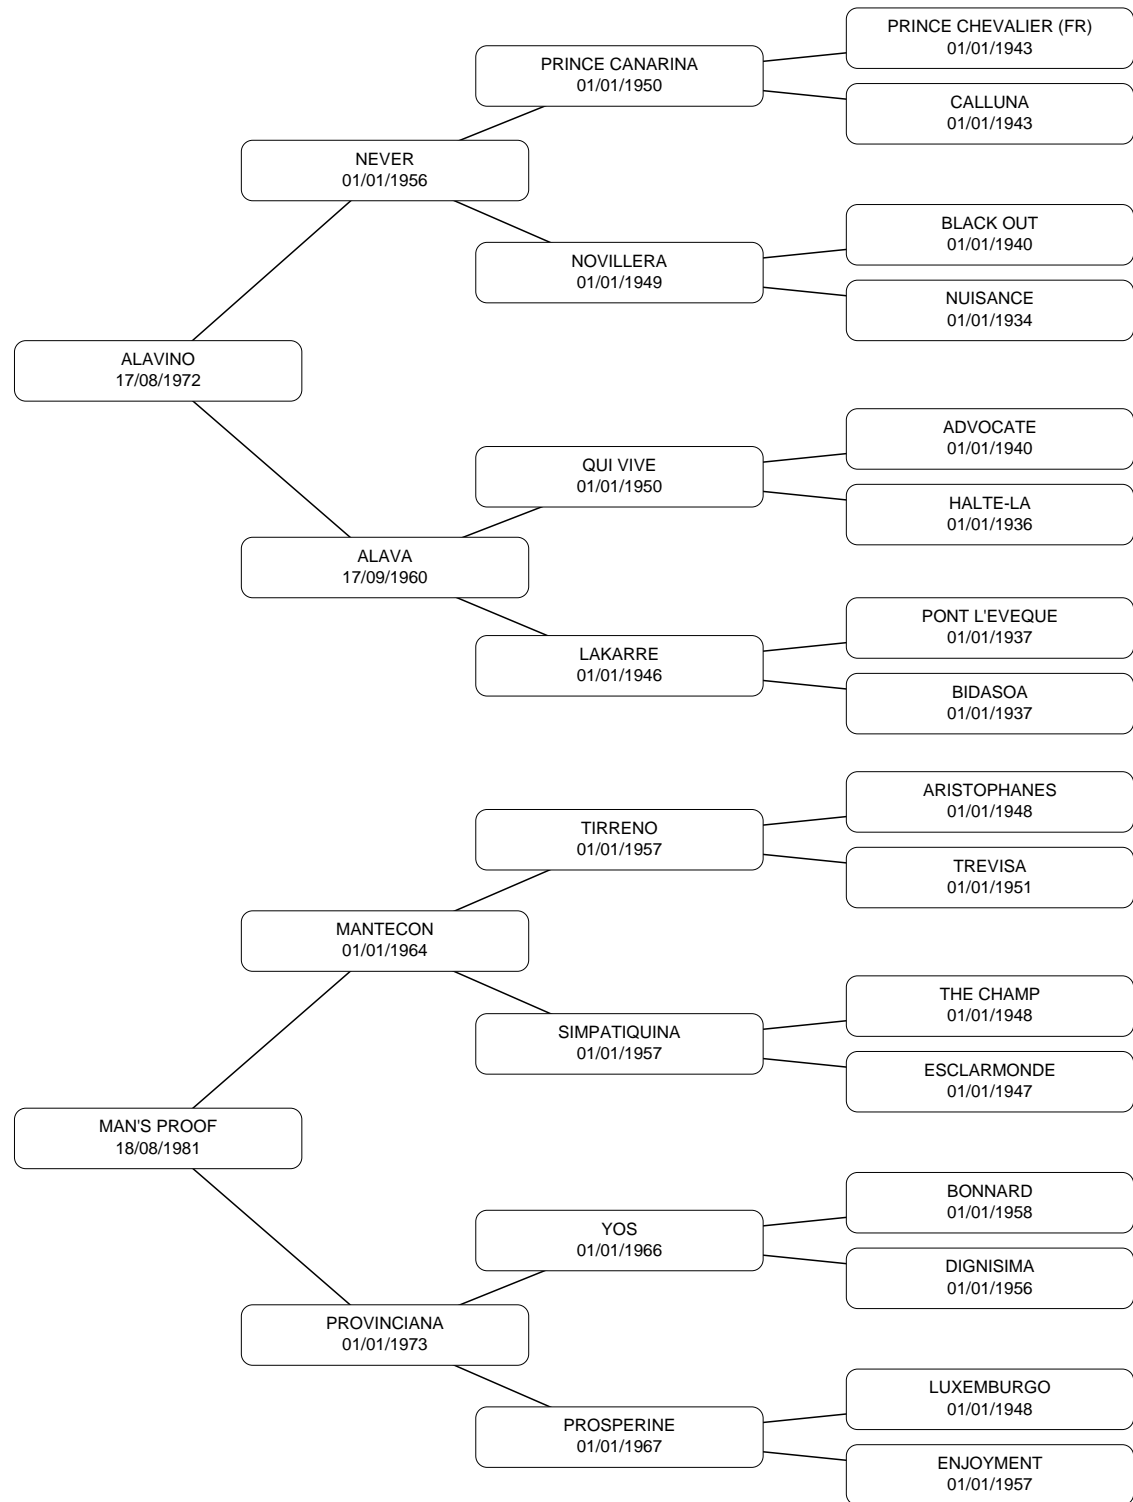 PRINCE CHEVALIER (FR)
01/01/1943
PRINCE CANARINA
01/01/1950
CALLUNA
01/01/1943
NEVER
01/01/1956
BLACK OUT
01/01/1940
NOVILLERA
01/01/1949
NUISANCE
01/01/1934
ALAVINO
17/08/1972
ADVOCATE
01/01/1940
QUI VIVE
01/01/1950
HALTE-LA
01/01/1936
ALAVA
17/09/1960
PONT L'EVEQUE
01/01/1937
LAKARRE
01/01/1946
BIDASOA
01/01/1937
ARISTOPHANES
01/01/1948
TIRRENO
01/01/1957
TREVISA
01/01/1951
MANTECON
01/01/1964
THE CHAMP
01/01/1948
SIMPATIQUINA
01/01/1957
ESCLARMONDE
01/01/1947
MAN'S PROOF
18/08/1981
BONNARD
01/01/1958
YOS
01/01/1966
DIGNISIMA
01/01/1956
PROVINCIANA
01/01/1973
LUXEMBURGO
01/01/1948
PROSPERINE
01/01/1967
ENJOYMENT
01/01/1957